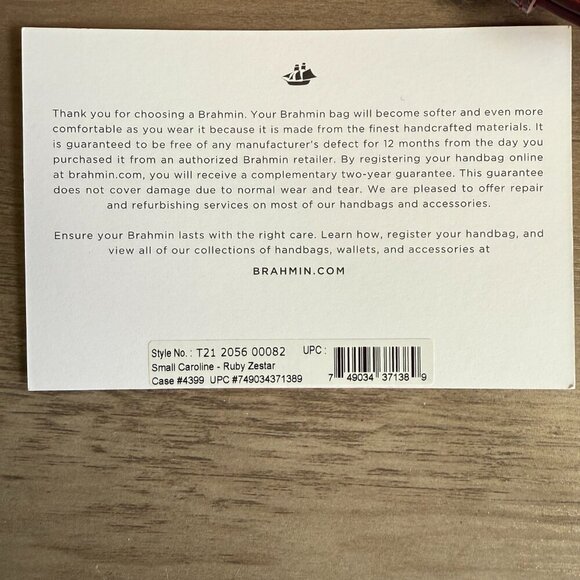 Thank you for choosing a Brahmin. Your Brahmin bag will become softer and even more
comfortable as you wear it because it is made from the finest handcrafted materials. It
is guaranteed to be free of any manufacturer's defect for 12 months from the day you
purchased it from an authorized Brahmin retailer. By registering your handbag online
at brahmin.com, you will receive a complementary two-year guarantee. This guarantee
does not cover damage due to normal wear and tear. We are pleased to offer repair
and refurbishing services on most of our handbags and accessories.
Ensure your Brahmin lasts with the right care. Learn how, register your handbag, and
view all of our collections of handbags, wallets, and accessories at
BRAHMIN.COM
Style No. : T21 2056 00082 UPC :
Small Caroline - Ruby Zestar
Case #4399 UPC #749034371389
7 49034 37138 9